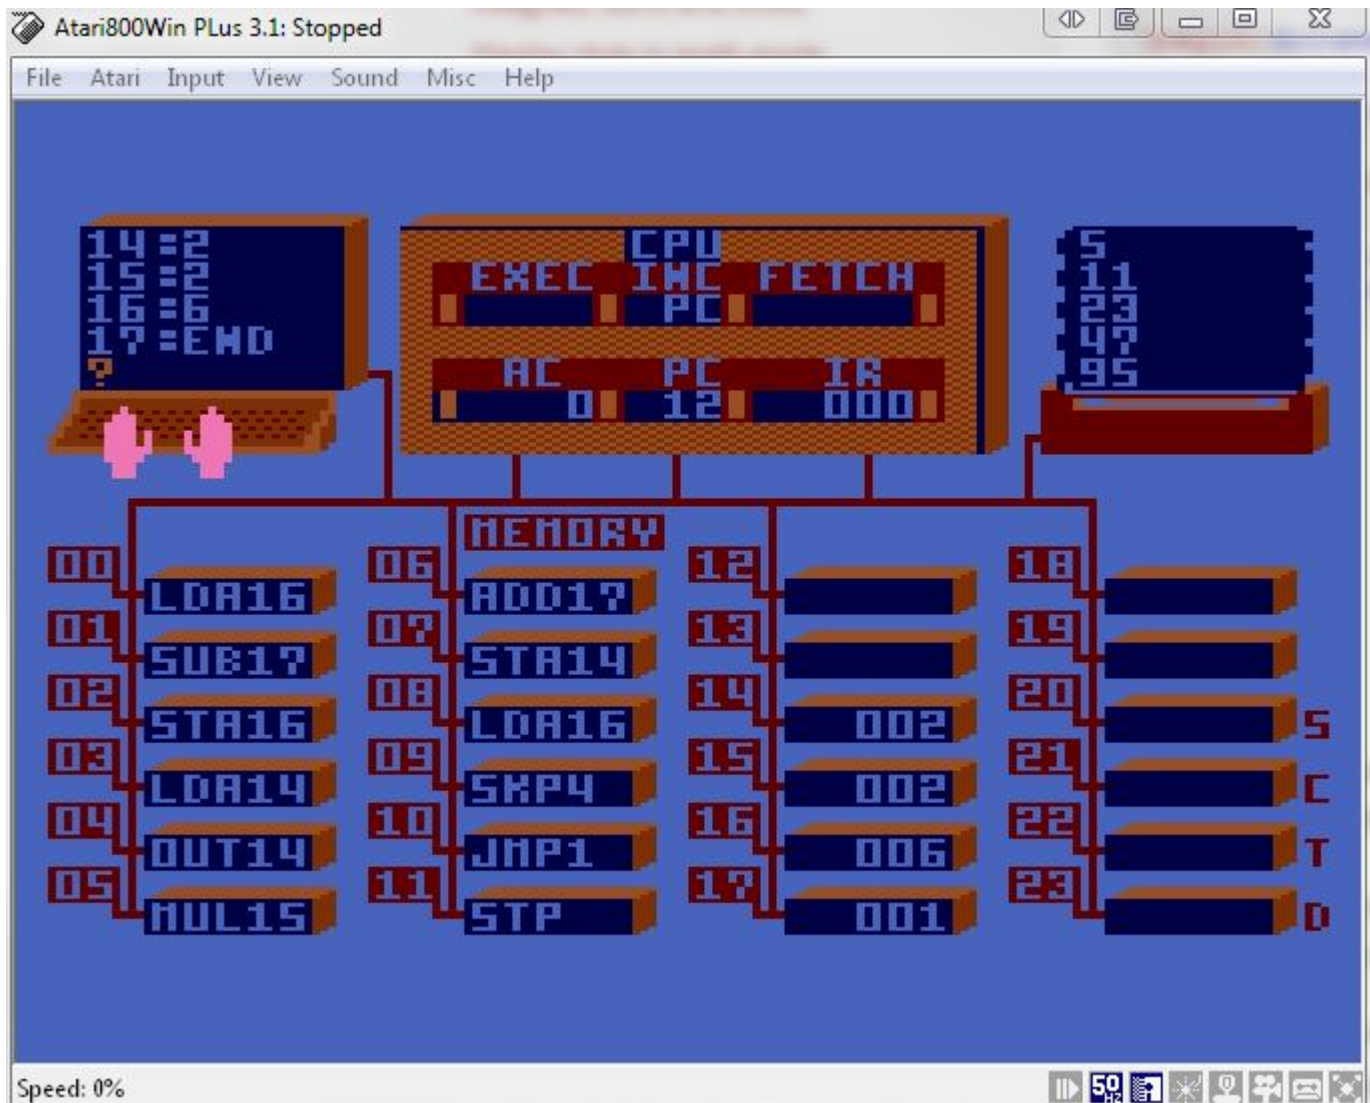 Atari800Win PLus 3.1: Stopped
File Atari Input View Sound Misc Help
14=2
15=2
16=6
17=END
?
CPU
EXEC INC FETCH
PC
AC PC IR
0 12 000
5
11
23
47
95
MEMORY
00 LDA16
01 SUB17
02 STA16
03 LDA14
04 OUT14
05 MUL15
06 ADD17
07 STA14
08 LDA16
09 SKP4
10 JMP1
11 STP
12
13
14 002
15 002
16 006
17 001
18
19
20 S
21 C
22 T
23 D
Speed: 0%
50 Hz